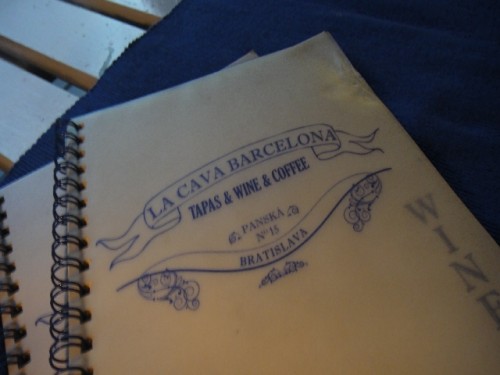 LA CAVA BARCELONA
TAPAS & WINE & COFFEE
PANSKA
Nº 15
BRATISLAVA
WINE